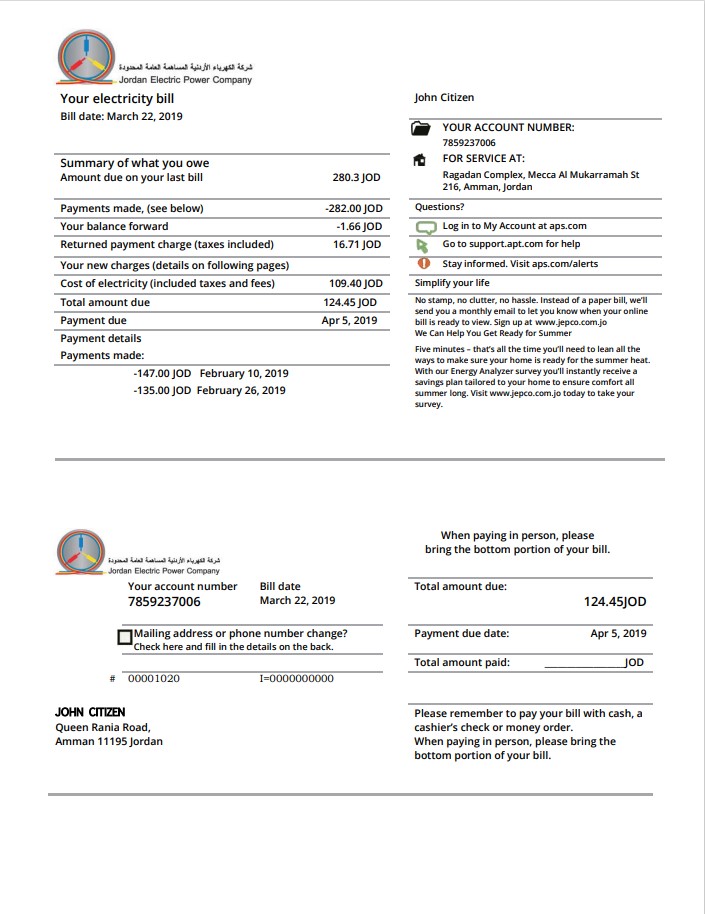 شركة الكهرباء الأردنية المساهمة العامة المحدودة
Jordan Electric Power Company
Your electricity bill
Bill date: March 22, 2019
Summary of what you owe
Amount due on your last bill 280.3 JOD
Payments made, (see below) -282.00 JOD
Your balance forward -1.66 JOD
Returned payment charge (taxes included) 16.71 JOD
Your new charges (details on following pages)
Cost of electricity (included taxes and fees) 109.40 JOD
Total amount due 124.45 JOD
Payment due Apr 5, 2019
Payment details
Payments made:
-147.00 JOD February 10, 2019
-135.00 JOD February 26, 2019
John Citizen
YOUR ACCOUNT NUMBER:
7859237006
FOR SERVICE AT:
Ragadan Complex, Mecca Al Mukarramah St
216, Amman, Jordan
Questions?
Log in to My Account at aps.com
Go to support.apt.com for help
Stay informed. Visit aps.com/alerts
Simplify your life
No stamp, no clutter, no hassle. Instead of a paper bill, we'll
send you a monthly email to let you know when your online
bill is ready to view. Sign up at www.jepco.com.jo
We Can Help You Get Ready for Summer
Five minutes – that's all the time you'll need to lean all the
ways to make sure your home is ready for the summer heat.
With our Energy Analyzer survey you'll instantly receive a
savings plan tailored to your home to ensure comfort all
summer long. Visit www.jepco.com.jo today to take your
survey.
شركة الكهرباء الأردنية المساهمة العامة المحدودة
Jordan Electric Power Company
Your account number Bill date
7859237006 March 22, 2019
Mailing address or phone number change?
Check here and fill in the details on the back.
# 00001020 I=0000000000
JOHN CITIZEN
Queen Rania Road,
Amman 11195 Jordan
When paying in person, please
bring the bottom portion of your bill.
Total amount due:
124.45JOD
Payment due date: Apr 5, 2019
Total amount paid: _______________JOD
Please remember to pay your bill with cash, a
cashier's check or money order.
When paying in person, please bring the
bottom portion of your bill.